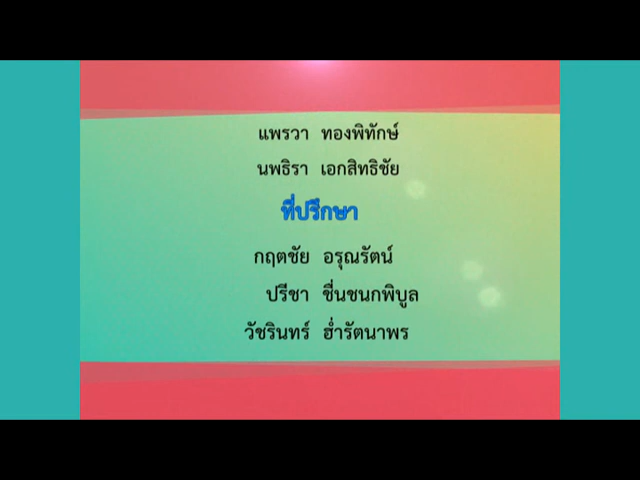 แพรวา ทองพิทักษ์
นพธิรา เอกสิทธิชัย
ที่ปรึกษา
กฤตชัย อรุณรัตน์
ปรีชา ชื่นชนกพิบูล
วัชรินทร์ ฮ่ำรัตนาพร